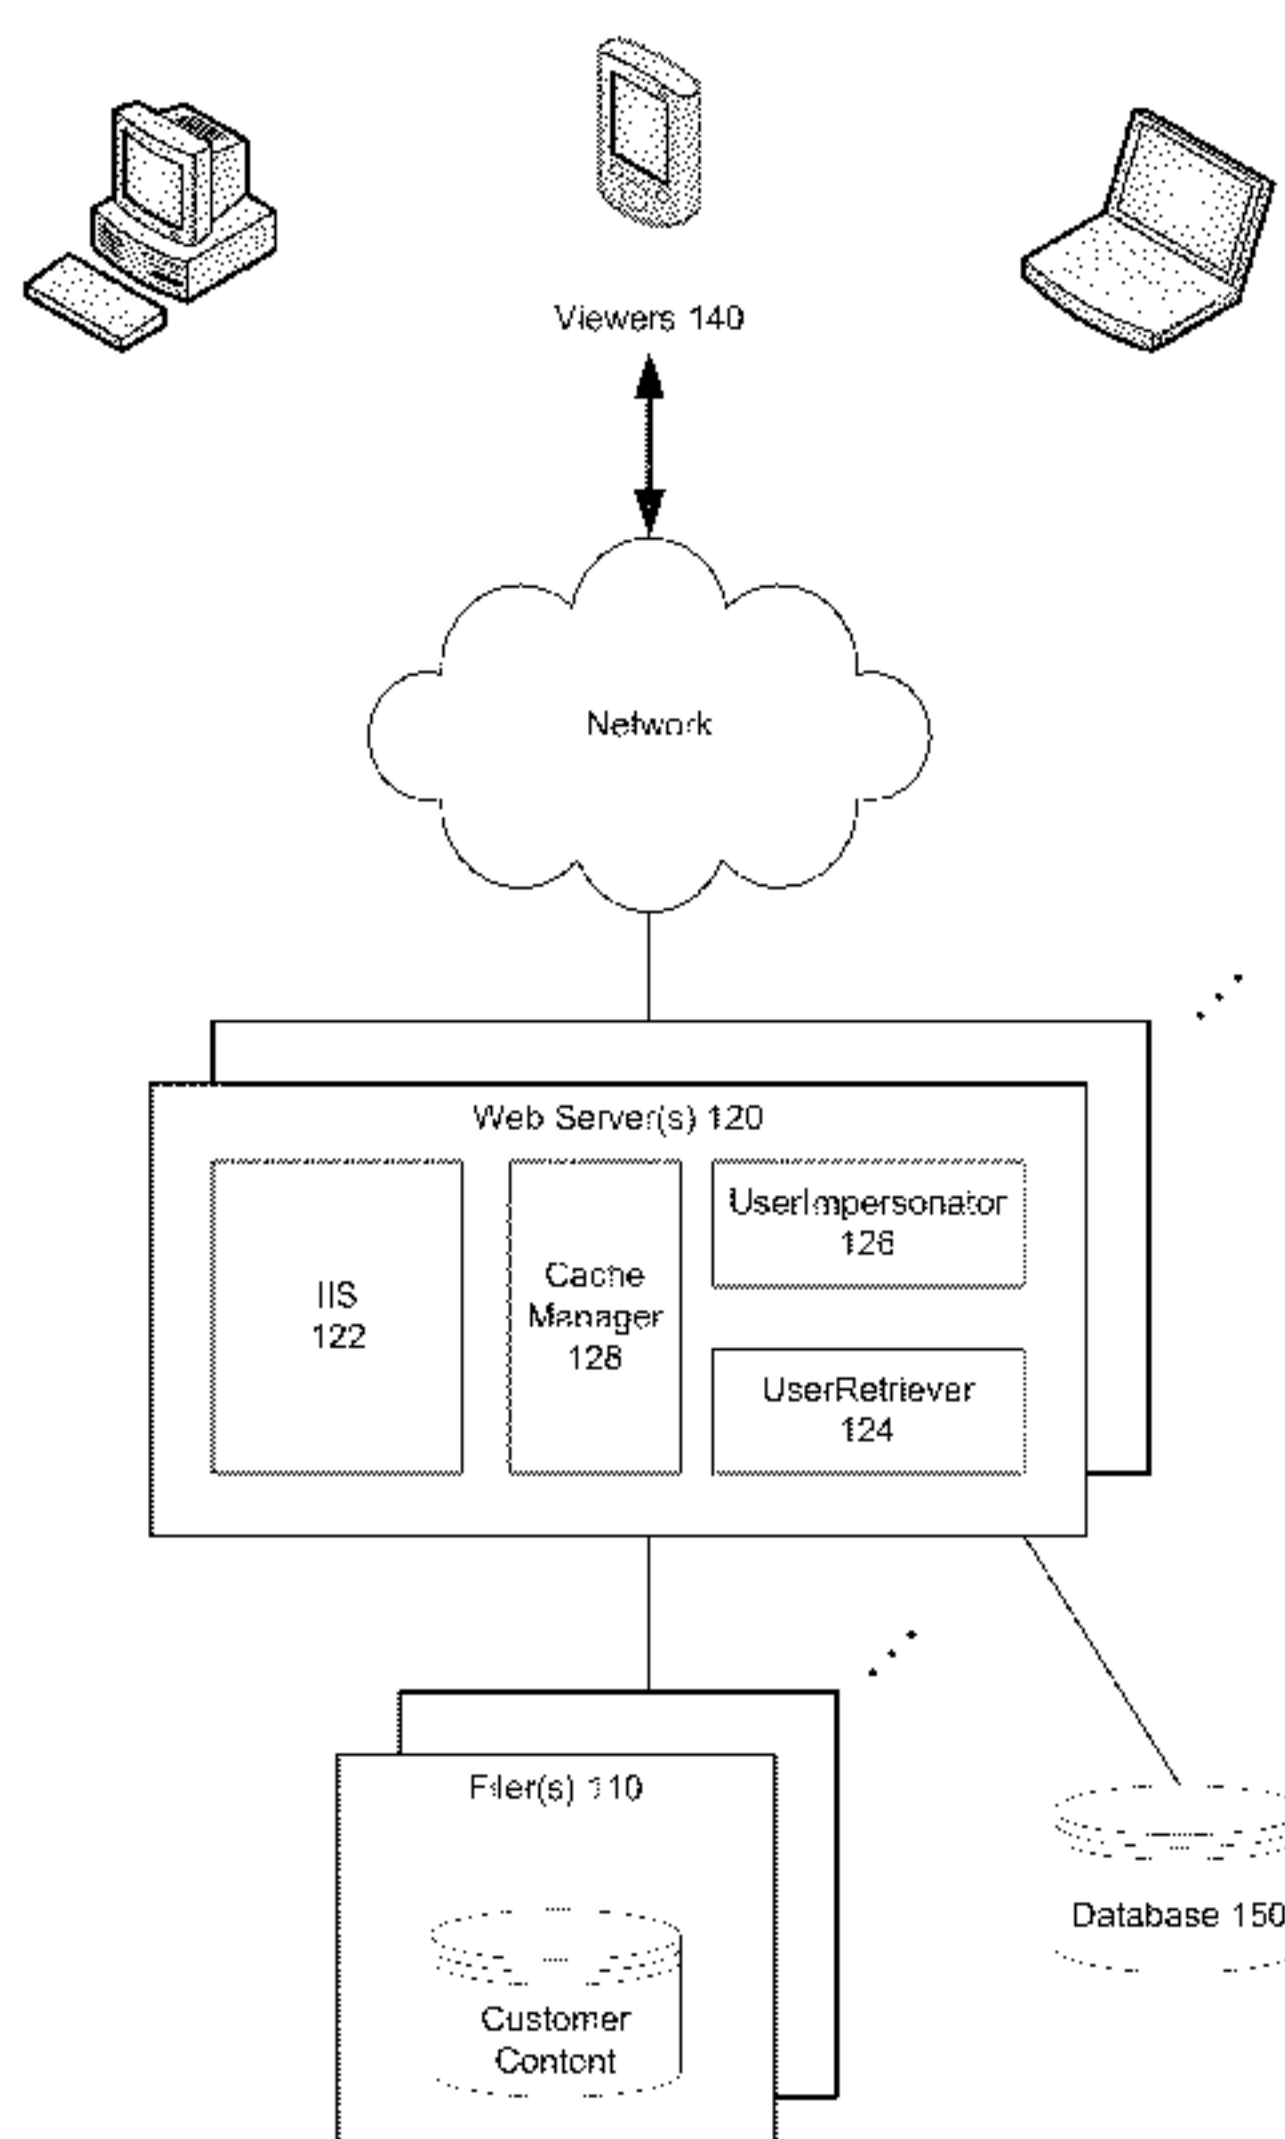 Viewers 140
Network
Web Server(s) 120
IIS
122
Cache
Manager
128
UserImpersonator
126
UserRetriever
124
Filer(s) 110
Customer
Content
Database 150